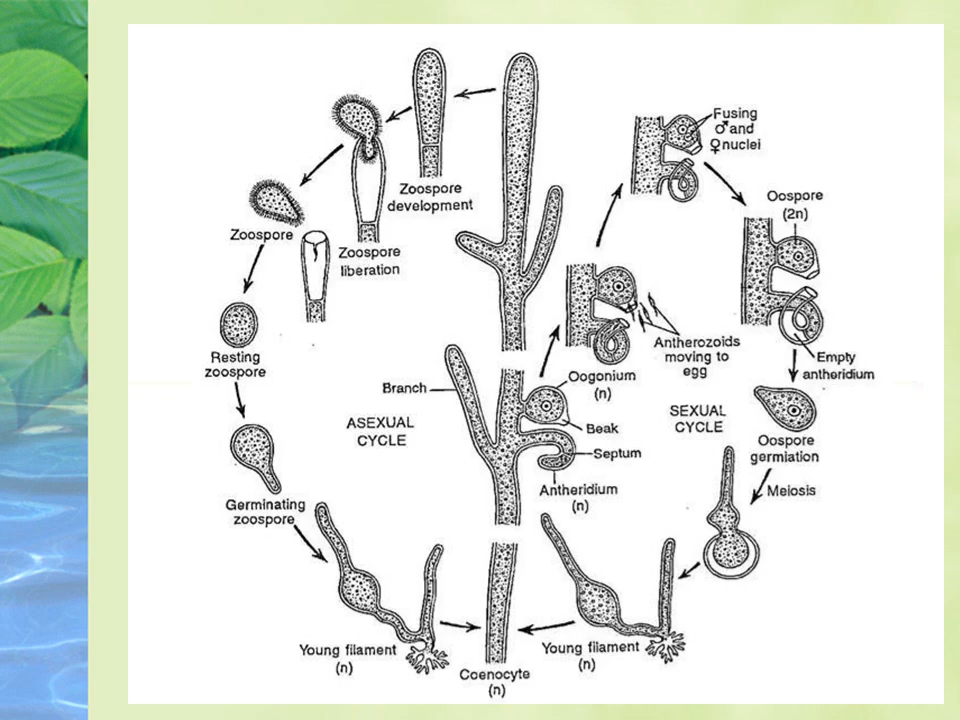 Fusing
♂and
♀nuclei
Oospore
(2n)
Zoospore
development
Zoospore
Zoospore
liberation
Antherozoids
moving to
egg
Empty
antheridium
Resting
zoospore
Oogonium
(n)
Branch
ASEXUAL
CYCLE
SEXUAL
CYCLE
Beak
Septum
Oospore
germiation
Antheridium
(n)
Meiosis
Germinating
zoospore
Young filament
(n)
Young filament
(n)
Coenocyte
(n)